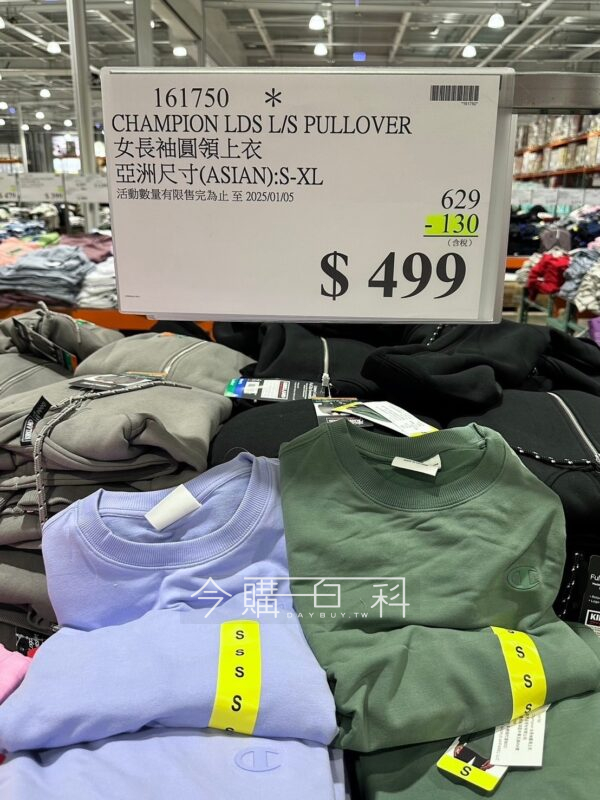 161750 *
CHAMPION LDS L/S PULLOVER
女長袖圓領上衣
亞洲尺寸(ASIAN):S-XL
活動數量有限售完為止 至 2025/01/05
629
- 130
(含稅)
$ 499
今購百科
DAYBUY.TW
S
S
S
S
S
S
S
S
S
S
S